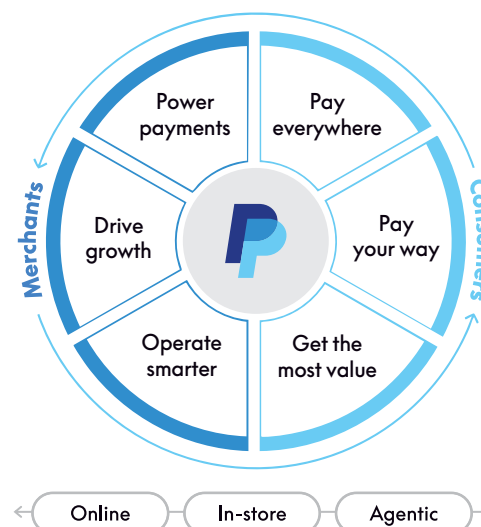 Power
payments
Pay
everywhere
Merchants
Drive
growth
Pay
your way
Consumers
Operate
smarter
Get the
most value
Online
In-store
Agentic